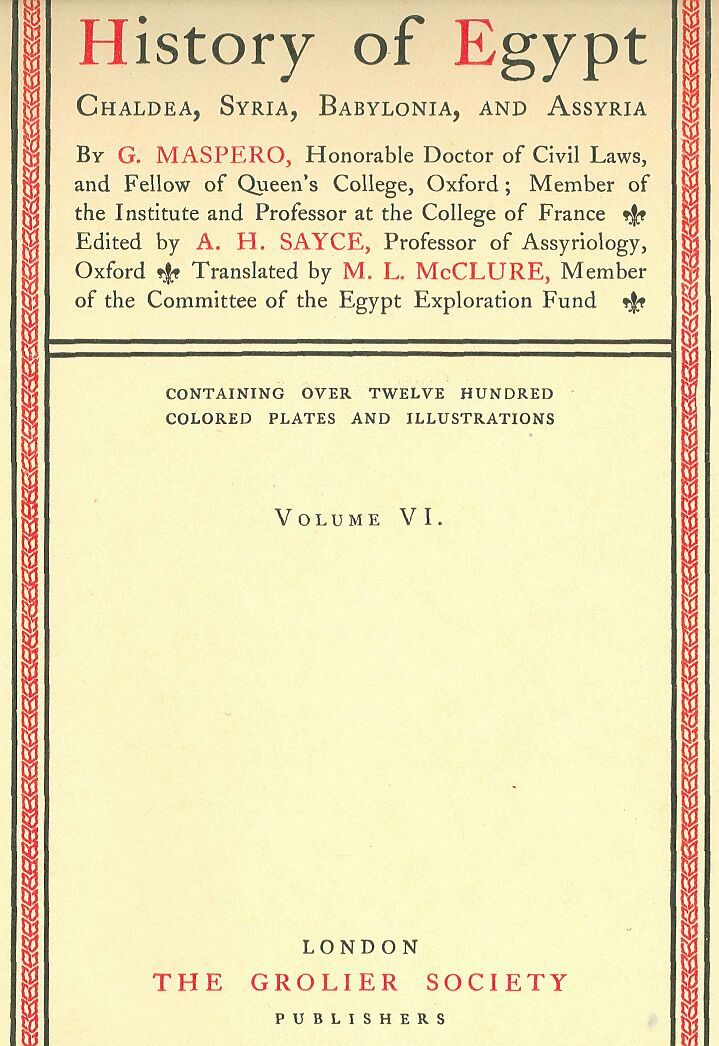 History of Egypt
CHALDEA, SYRIA, BABYLONIA, AND ASSYRIA
By G. MASPERO, Honorable Doctor of Civil Laws,
and Fellow of Queen's College, Oxford; Member of
the Institute and Professor at the College of France
Edited by A. H. SAYCE, Professor of Assyriology,
Oxford Translated by M. L. McCLURE, Member
of the Committee of the Egypt Exploration Fund
CONTAINING OVER TWELVE HUNDRED
COLORED PLATES AND ILLUSTRATIONS
VOLUME VI.
LONDON
THE GROLIER SOCIETY
PUBLISHERS